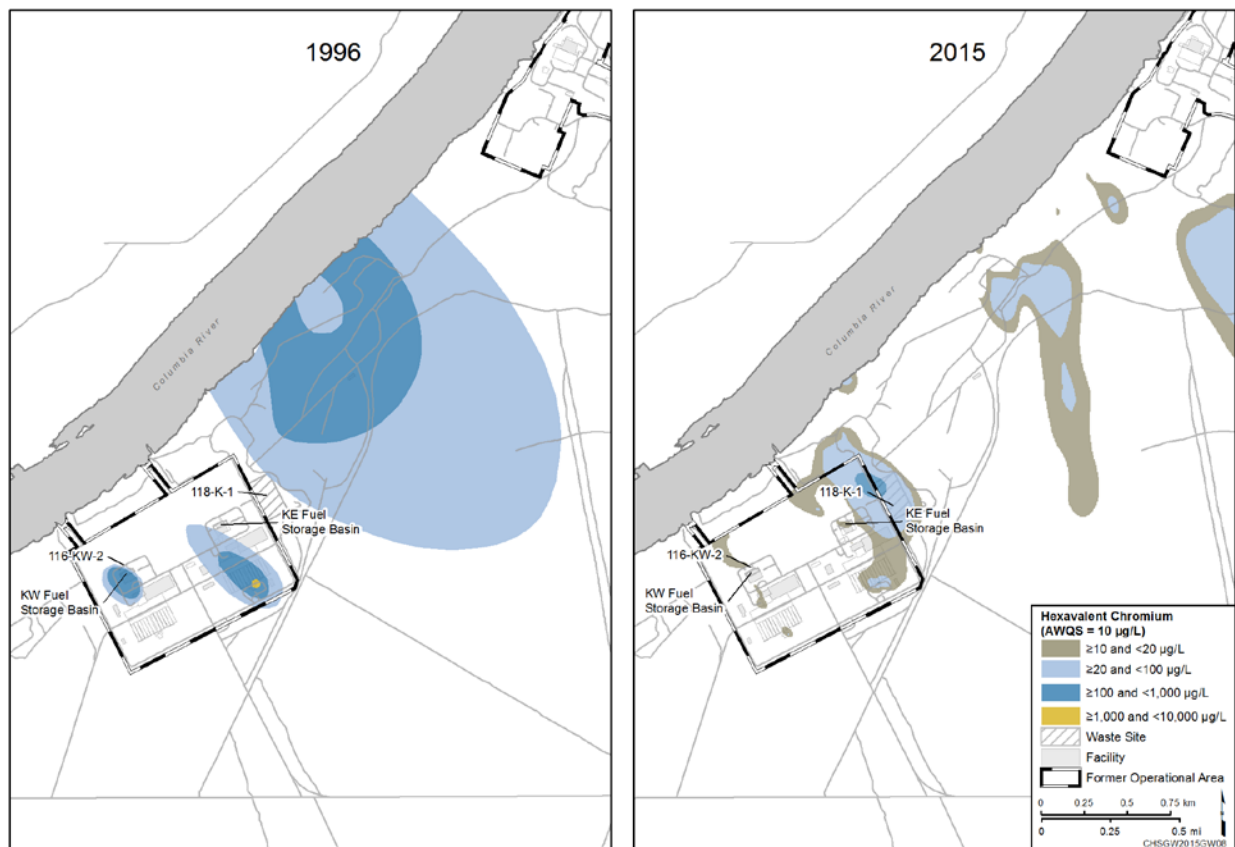 1996
Columbia River
118-K-1
KE Fuel
Storage Basin
116-KW-2
KW Fuel
Storage Basin
2015
Columbia River
118-K-1
KE Fuel
Storage Basin
116-KW-2
KW Fuel
Storage Basin
Hexavalent Chromium
(AWQS = 10 µg/L)
≥10 and <20 µg/L
≥20 and <100 µg/L
≥100 and <1,000 µg/L
≥1,000 and <10,000 µg/L
Waste Site
Facility
Former Operational Area
0 0.25 0.5 0.75 km
0 0.25 0.5 mi
CHSGW2015GW08